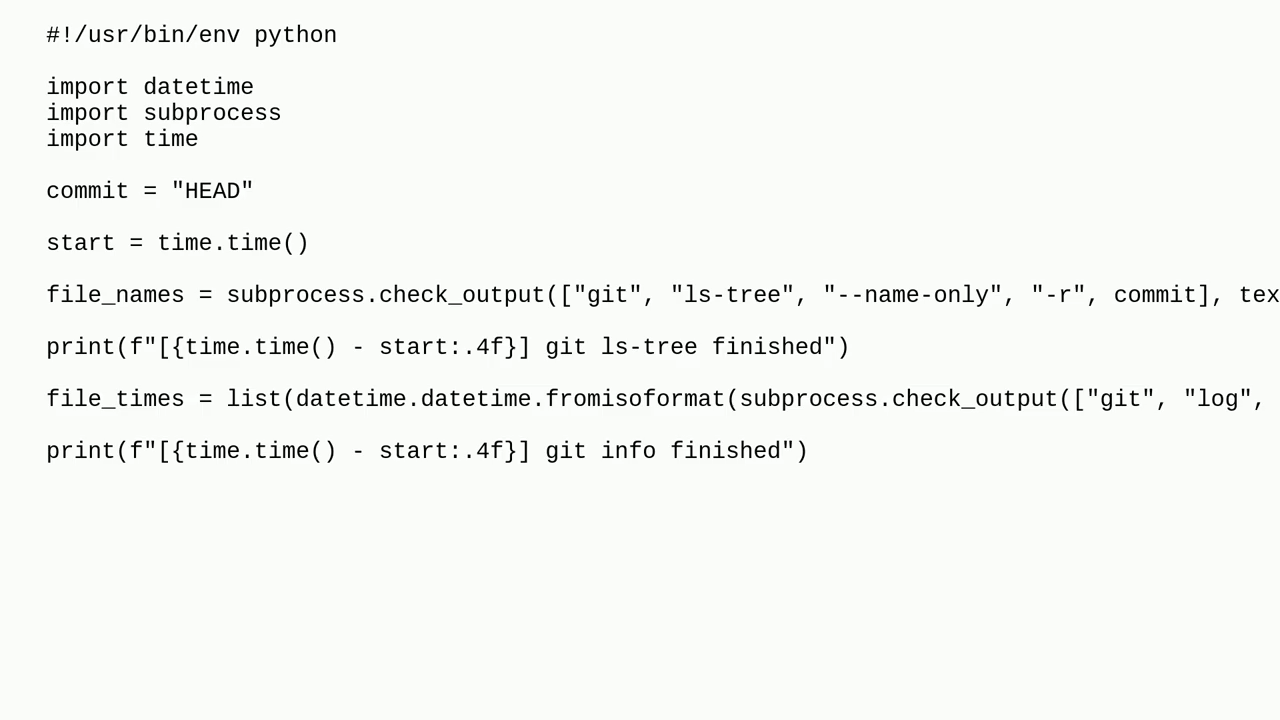 #!/usr/bin/env python
import datetime
import subprocess
import time
commit = "HEAD"
start = time.time()
file_names = subprocess.check_output(["git", "ls-tree", "--name-only", "-r", commit], tex
print(f"[{time.time() - start:.4f}] git ls-tree finished")
file_times = list(datetime.datetime.fromisoformat(subprocess.check_output(["git", "log",
print(f"[{time.time() - start:.4f}] git info finished")